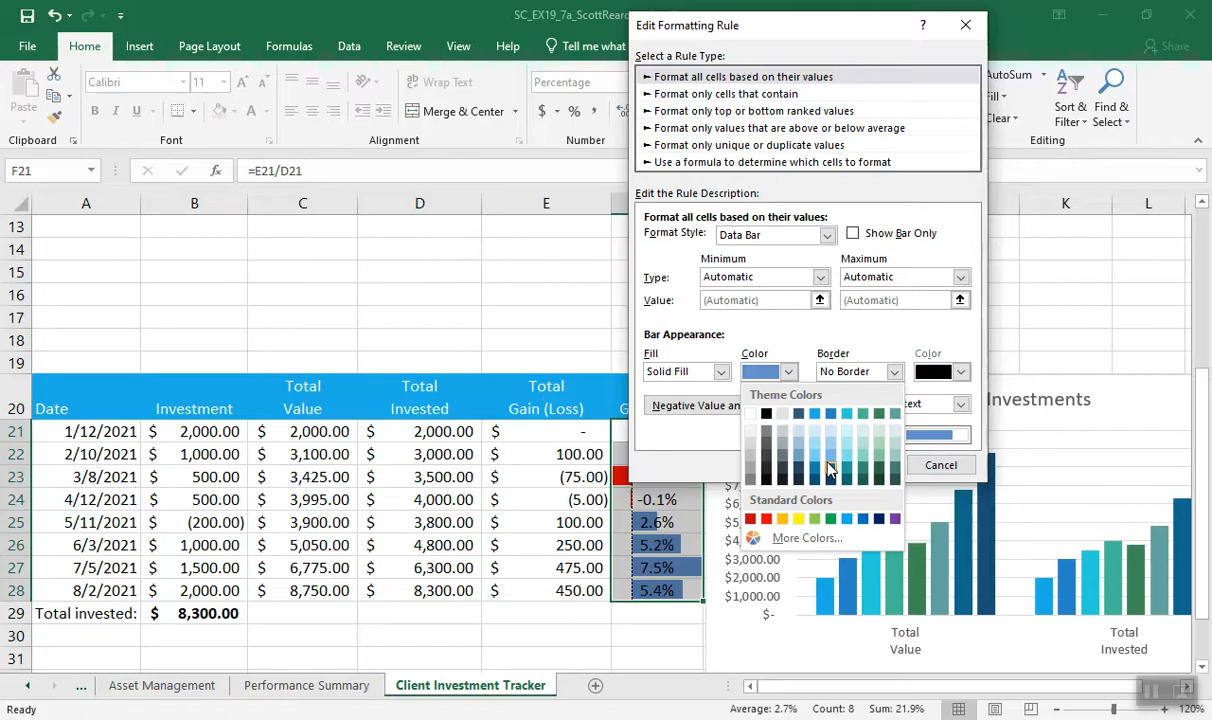 SC_EX19_7a_ScottReardo
File
Home
Insert
Page Layout
Formulas
Data
Review
View
Help
Tell me what
Share
Paste
Calibri
11
Wrap Text
Merge & Center
Percentage
B I U
$ % ,
Clipboard
Font
Alignment
Number
AutoSum
Fill
Clear
Sort &
Filter
Find &
Select
Editing
F21
=E21/D21
Edit Formatting Rule
?
Select a Rule Type:
► Format all cells based on their values
► Format only cells that contain
► Format only top or bottom ranked values
► Format only values that are above or below average
► Format only unique or duplicate values
► Use a formula to determine which cells to format
Edit the Rule Description:
Format all cells based on their values:
Format Style: Data Bar
Show Bar Only
Minimum Maximum
Type: Automatic Automatic
Value: (Automatic) (Automatic)
Bar Appearance:
Fill Color Border Color
Solid Fill No Border
Negative Value an
text
Cancel
Theme Colors
Standard Colors
More Colors...
A B C D E K L
13
14
15
16
17
18
19
20 Date Investment Total Value Total Invested Total Gain (Loss) G
21 1/12/2021 $ 2,000.00 $ 2,000.00 $ 2,000.00 $ -
22 2/10/2021 $ 1,000.00 $ 3,100.00 $ 3,000.00 $ 100.00
23 3/8/2021 $ 500.00 $ 3,425.00 $ 3,500.00 $ (75.00)
24 4/12/2021 $ 500.00 $ 3,995.00 $ 4,000.00 $ (5.00) -0.1%
25 5/11/2021 $ (200.00) $ 3,900.00 $ 3,800.00 $ 100.00 2.6%
26 6/3/2021 $ 1,000.00 $ 5,050.00 $ 4,800.00 $ 250.00 5.2%
27 7/5/2021 $ 1,500.00 $ 6,775.00 $ 6,300.00 $ 475.00 7.5%
28 8/2/2021 $ 2,000.00 $ 8,750.00 $ 8,300.00 $ 450.00 5.4%
29 Total invested: $ 8,300.00
30
31
Investments
$3,000.00
$2,000.00
$1,000.00
$-
Total
Value
Total
Invested
...
Asset Management
Performance Summary
Client Investment Tracker
Ready
Average: 2.7% Count: 8 Sum: 21.9%
120%